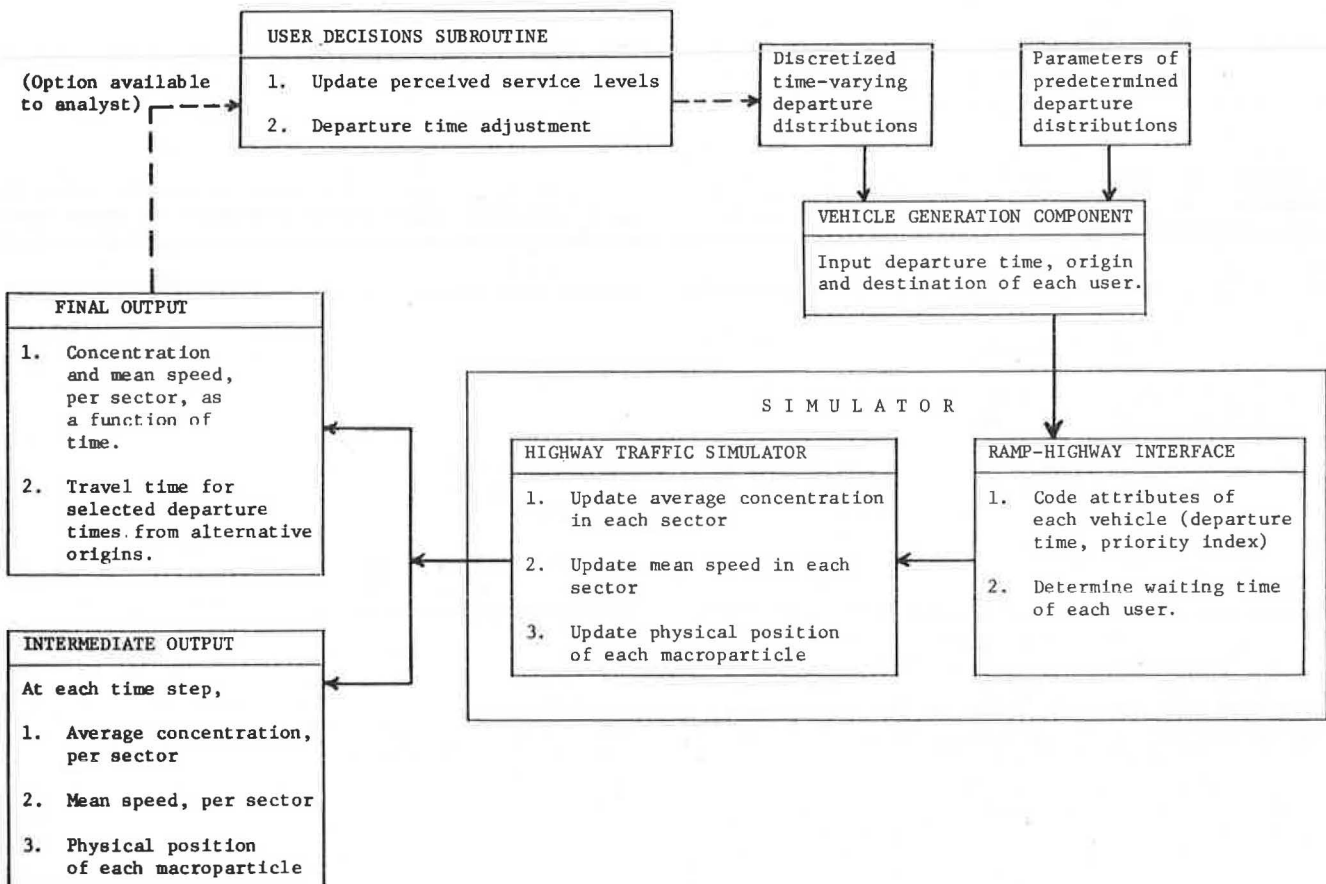 (Option available
to analyst)
USER DECISIONS SUBROUTINE
1. Update perceived service levels
2. Departure time adjustment
Discretized
time-varying
departure
distributions
Parameters of
predetermined
departure
distributions
VEHICLE GENERATION COMPONENT
Input departure time, origin
and destination of each user.
FINAL OUTPUT
1. Concentration
and mean speed,
per sector, as
a function of
time.
2. Travel time for
selected departure
times from alternative
origins.
SIMULATOR
HIGHWAY TRAFFIC SIMULATOR
1. Update average concentration
in each sector
2. Update mean speed in each
sector
3. Update physical position
of each macroparticle
RAMP-HIGHWAY INTERFACE
1. Code attributes of
each vehicle (departure
time, priority index)
2. Determine waiting time
of each user.
INTERMEDIATE OUTPUT
At each time step,
1. Average concentration,
per sector
2. Mean speed, per sector
3. Physical position
of each macroparticle